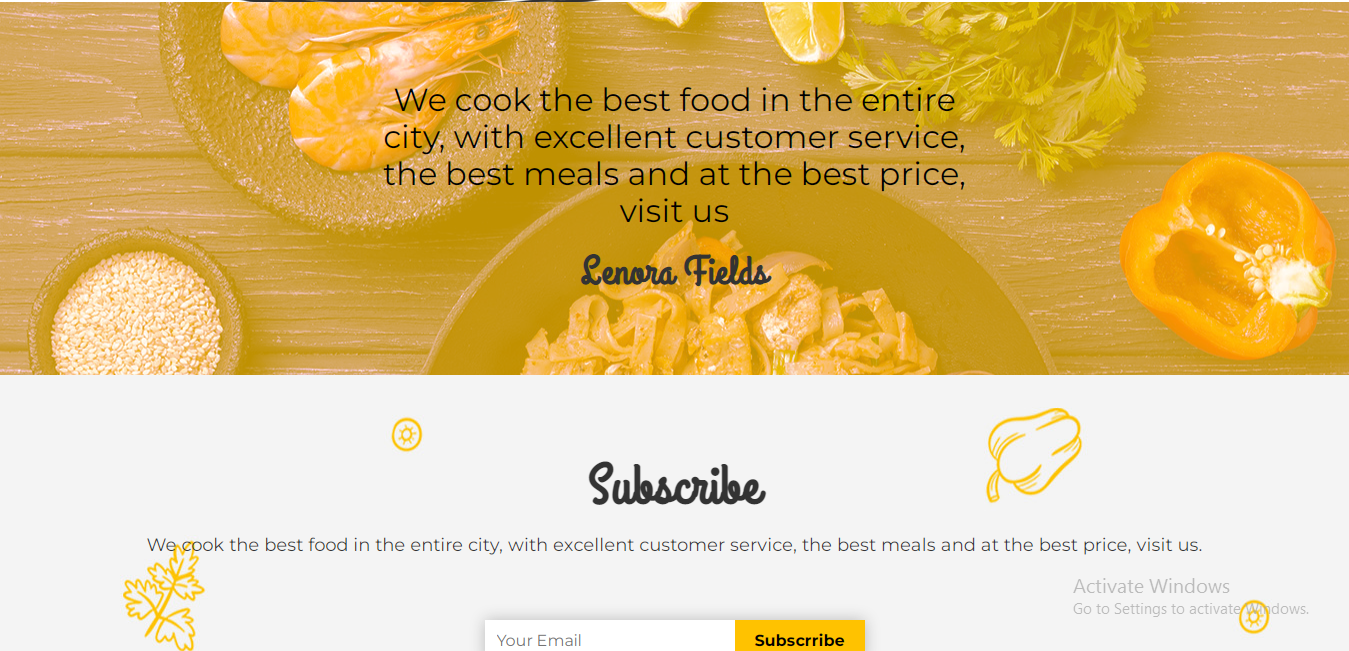 We cook the best food in the entire
city, with excellent customer service,
the best meals and at the best price,
visit us
Lenora Fields
Subscribe
We cook the best food in the entire city, with excellent customer service, the best meals and at the best price, visit us.
Activate Windows
Go to Settings to activate Windows.
Your Email
Subscrribe